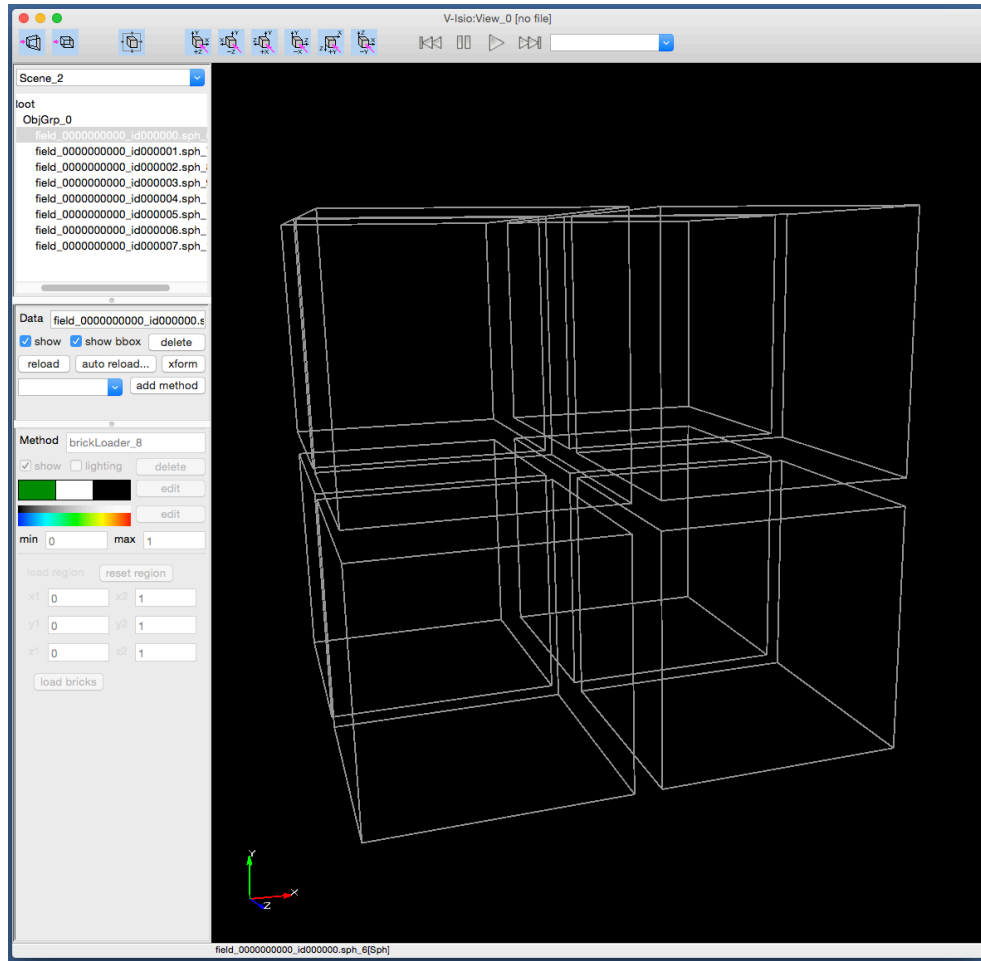 V-Isio:View_0 [no file]
+Y X +Z
+Y X -Z
+Y Z +X
+Y Z -X
X Z +Y
+Z X -Y
Scene_2
loot
ObjGrp_0
field_0000000000_id000000.sph_
field_0000000000_id000001.sph_
field_0000000000_id000002.sph_
field_0000000000_id000003.sph_
field_0000000000_id000004.sph_
field_0000000000_id000005.sph_
field_0000000000_id000006.sph_
field_0000000000_id000007.sph_
Data field_0000000000_id000000.s
show show bbox delete
reload auto reload... xform
add method
Method brickLoader_8
show lighting delete
edit
edit
min 0 max 1
load region reset region
x1 0 x2 1
y1 0 y2 1
z1 0 z2 1
load bricks
Y
X
Z
field_0000000000_id000000.sph_6[Sph]